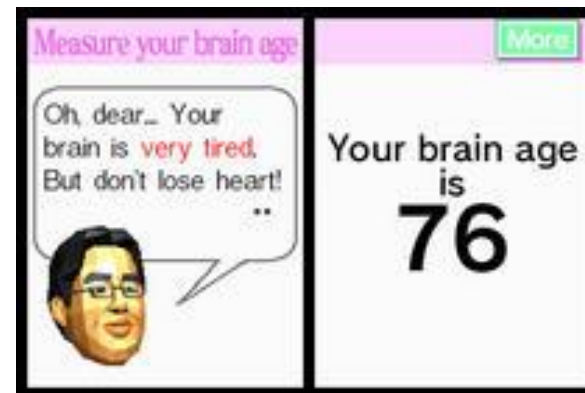 Measure your brain age
Oh, dear... Your
brain is very tired.
But don't lose heart!
More
Your brain age
is
76